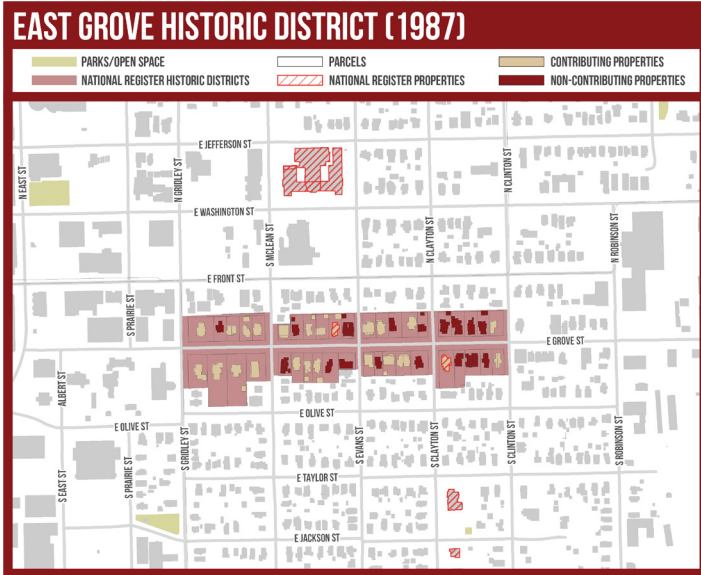 EAST GROVE HISTORIC DISTRICT (1987)
PARKS/OPEN SPACE
PARCELS
CONTRIBUTING PROPERTIES
NATIONAL REGISTER HISTORIC DISTRICTS
NATIONAL REGISTER PROPERTIES
NON-CONTRIBUTING PROPERTIES
E JEFFERSON ST
N EAST ST
N GRIDLEY ST
N CLINTON ST
E WASHINGTON ST
S MCLEAN ST
N CLAYTON ST
N ROBINSON ST
E FRONT ST
S PRAIRIE ST
E GROVE ST
ALBERT ST
E OLIVE ST
E OLIVE ST
S EAST ST
S PRAIRIE ST
S GRIDLEY ST
S EVANS ST
S CLAYTON ST
S CLINTON ST
S ROBINSON ST
E TAYLOR ST
E JACKSON ST